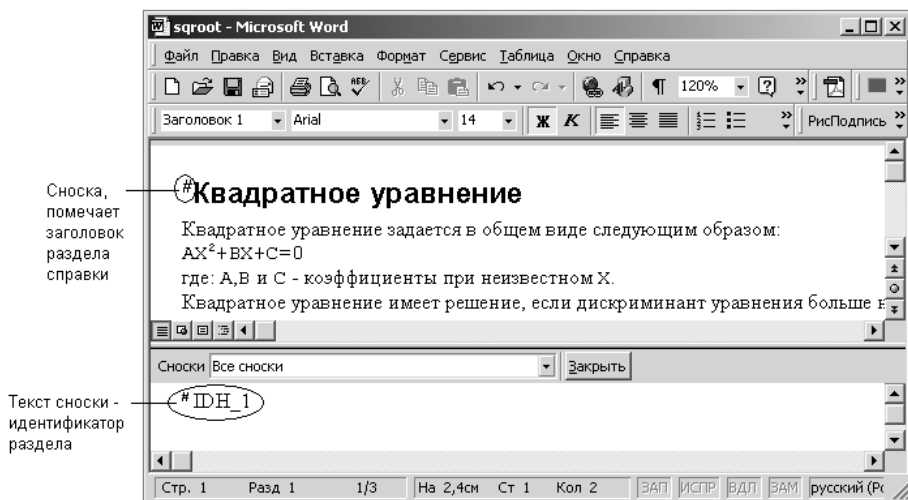 sqroot - Microsoft Word
Файл Правка Вид Вставка Формат Сервис Таблица Окно Справка
120%
Заголовок 1 Arial 14 Ж К РисПодпись
Сноска,
помечает
заголовок
раздела
справки
#Квадратное уравнение
Квадратное уравнение задается в общем виде следующим образом:
AX²+BX+C=0
где: A,B и C - коэффициенты при неизвестном X.
Квадратное уравнение имеет решение, если дискриминант уравнения больше
Сноски Все сноски Закрыть
Текст сноски -
идентификатор
раздела
# IDH_1
Стр. 1 Разд 1 1/3 На 2,4см Ст 1 Кол 2 ЗАП ИСПР ВДЛ ЗАМ русский (Ро